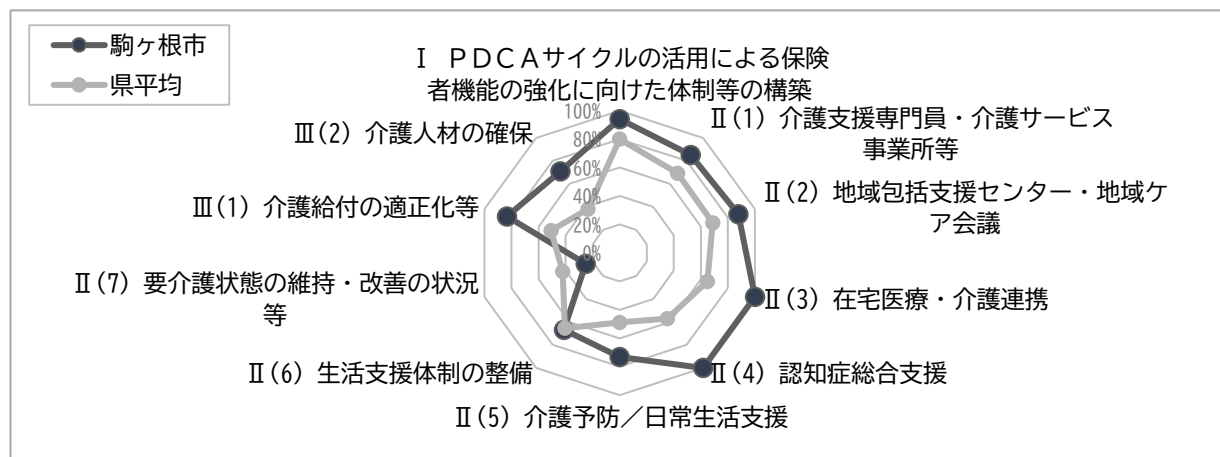 駒ヶ根市
県平均
Ⅰ ＰＤＣＡサイクルの活用による保険
者機能の強化に向けた体制等の構築
Ⅱ(1) 介護支援専門員・介護サービス
事業所等
Ⅱ(2) 地域包括支援センター・地域ケ
ア会議
Ⅱ(3) 在宅医療・介護連携
Ⅱ(4) 認知症総合支援
Ⅱ(5) 介護予防／日常生活支援
Ⅱ(6) 生活支援体制の整備
Ⅱ(7) 要介護状態の維持・改善の状況
等
Ⅲ(1) 介護給付の適正化等
Ⅲ(2) 介護人材の確保
100%
80%
60%
40%
20%
0%